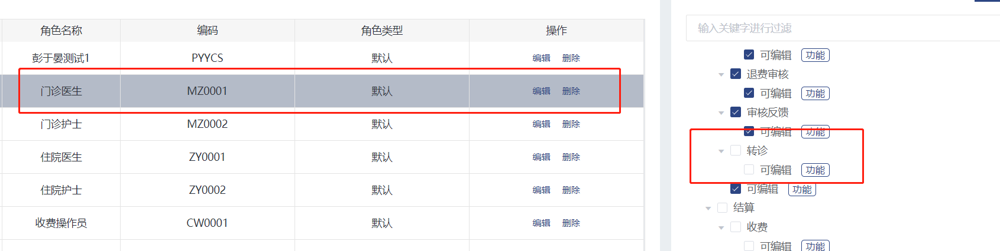 角色名称 编码 角色类型 操作
彭于晏测试1 PYYCS 默认 编辑 删除
门诊医生 MZ0001 默认 编辑 删除
门诊护士 MZ0002 默认 编辑 删除
住院医生 ZY0001 默认 编辑 删除
住院护士 ZY0002 默认 编辑 删除
收费操作员 CW0001 默认 编辑 删除
输入关键字进行过滤
可编辑 功能
退费审核
可编辑 功能
审核反馈
可编辑 功能
转诊
可编辑 功能
可编辑 功能
结算
收费
可编辑 功能